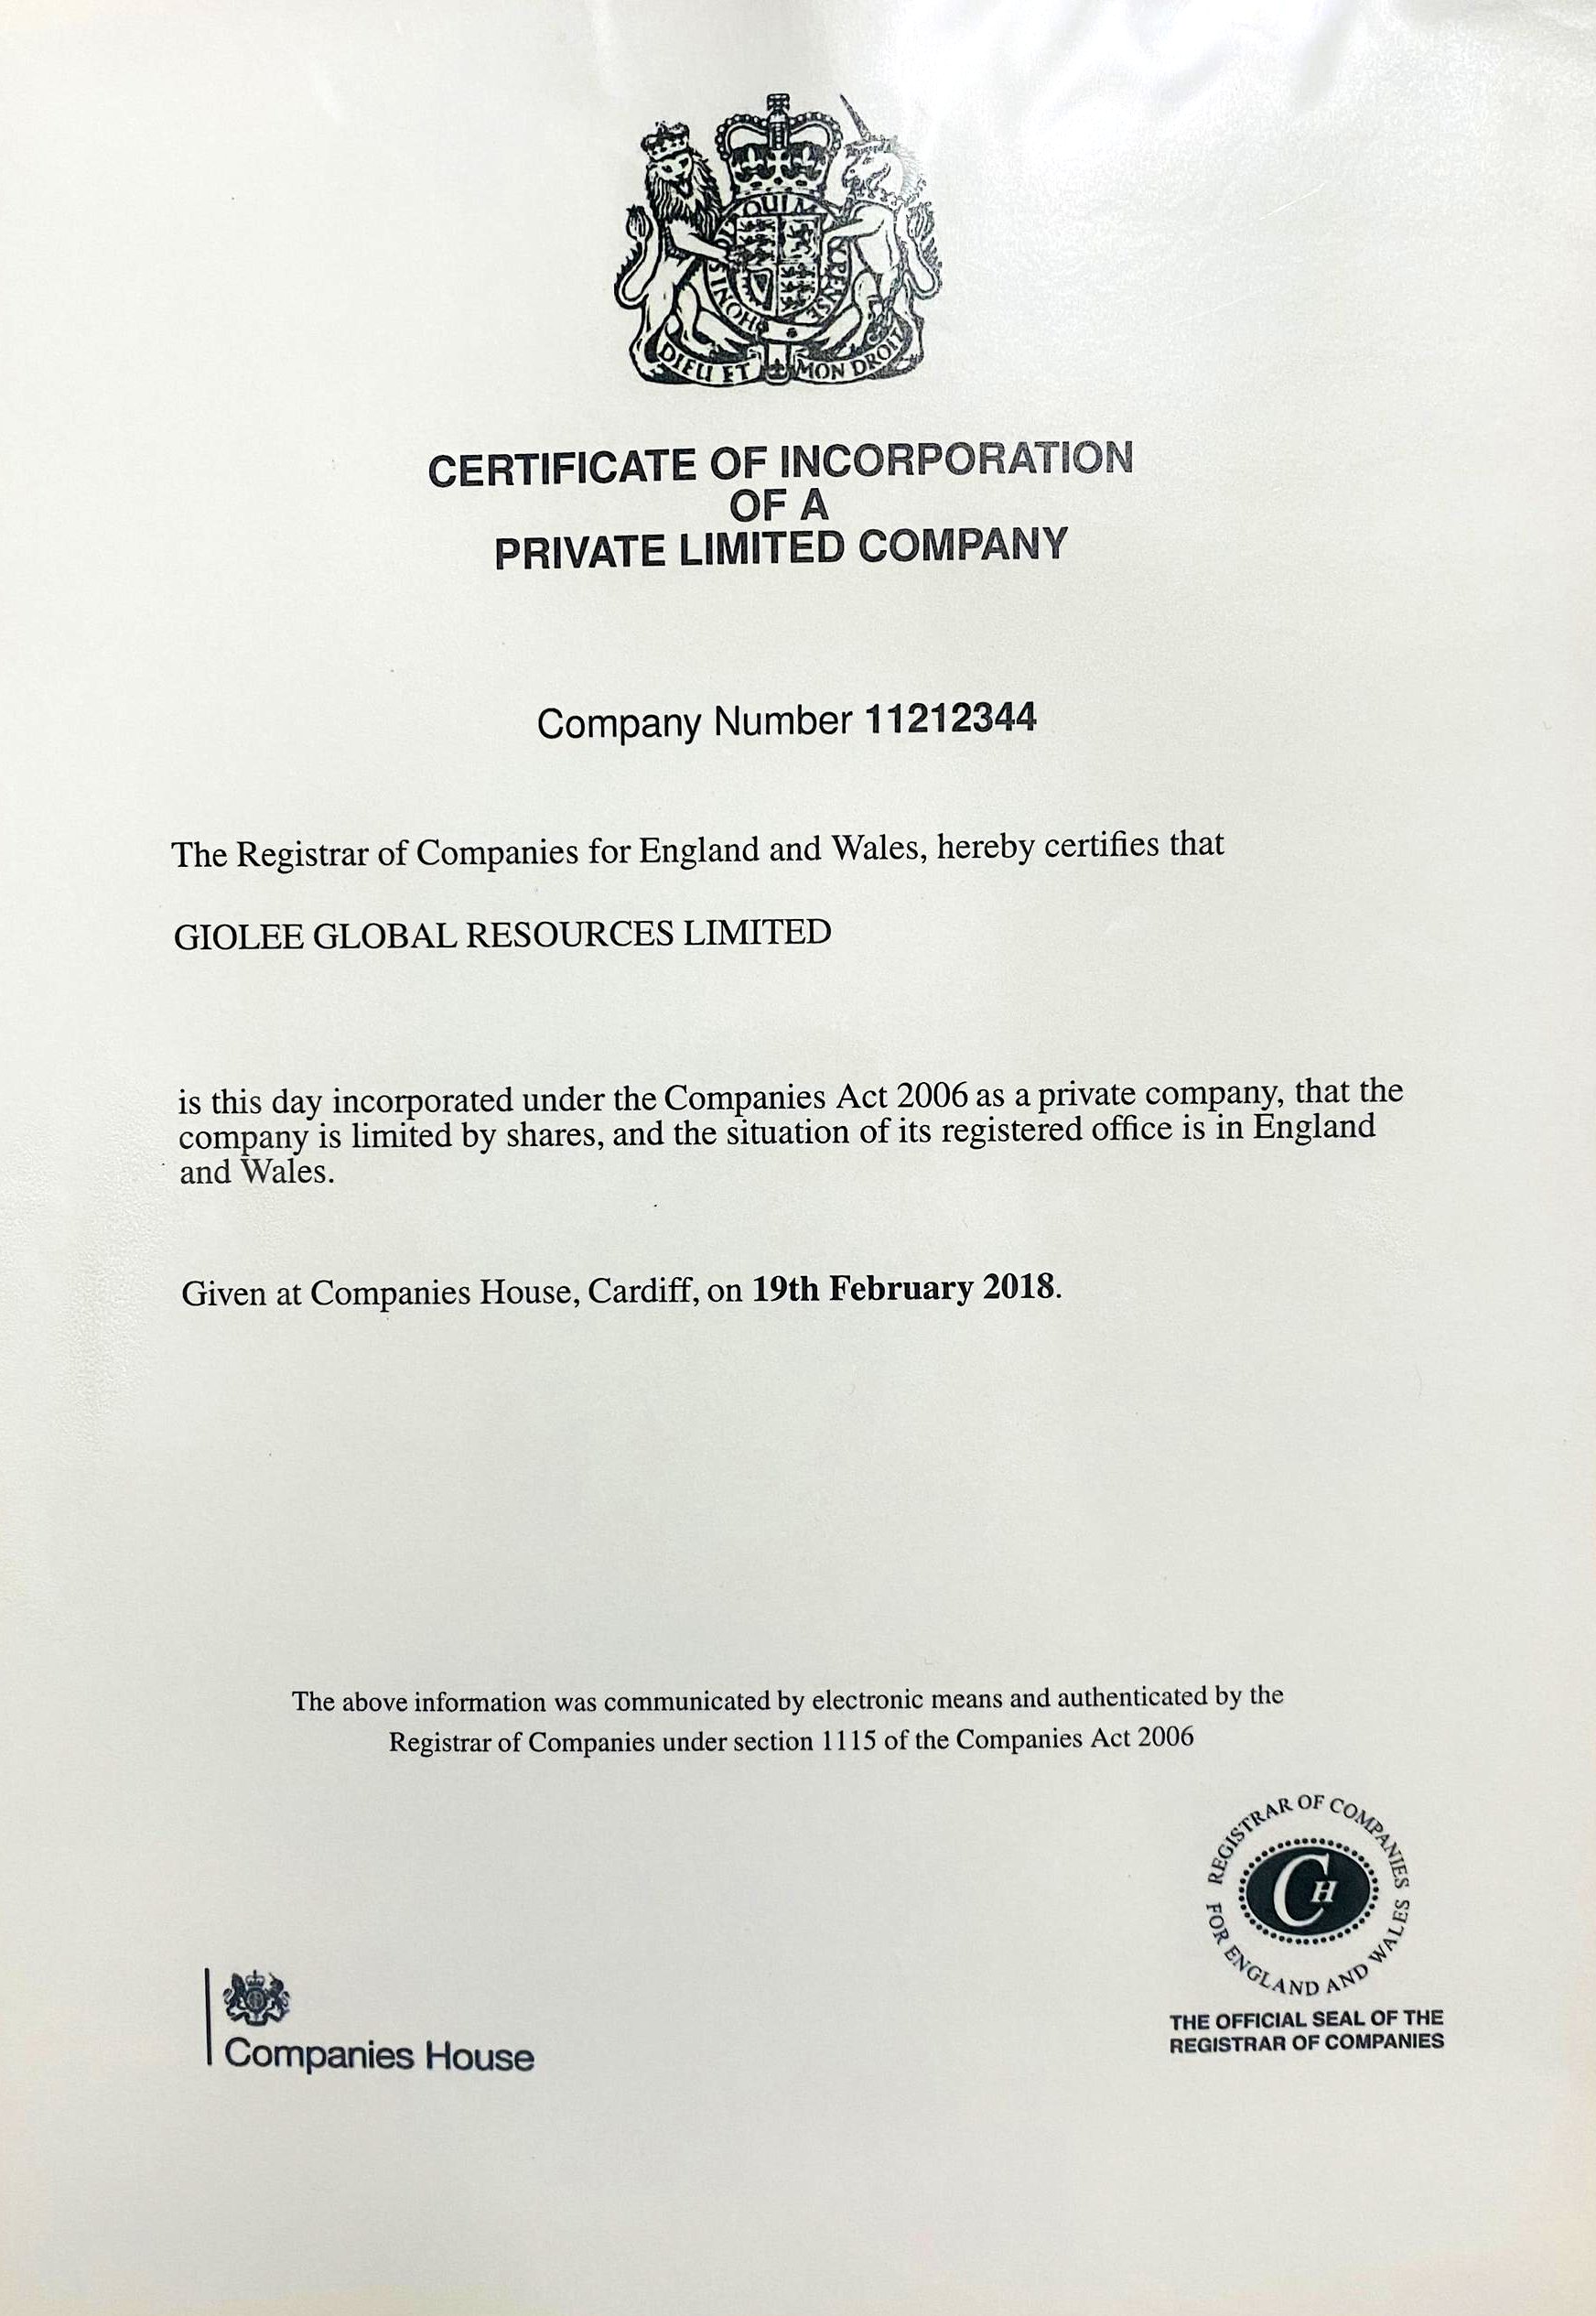 DIEU ET MON DROIT
CERTIFICATE OF INCORPORATION
OF A
PRIVATE LIMITED COMPANY
Company Number 11212344
The Registrar of Companies for England and Wales, hereby certifies that
GIOLEE GLOBAL RESOURCES LIMITED
is this day incorporated under the Companies Act 2006 as a private company, that the
company is limited by shares, and the situation of its registered office is in England
and Wales.
Given at Companies House, Cardiff, on 19th February 2018.
The above information was communicated by electronic means and authenticated by the
Registrar of Companies under section 1115 of the Companies Act 2006
REGISTRAR OF COMPANIES
FOR ENGLAND AND WALES
CH
THE OFFICIAL SEAL OF THE
REGISTRAR OF COMPANIES
Companies House